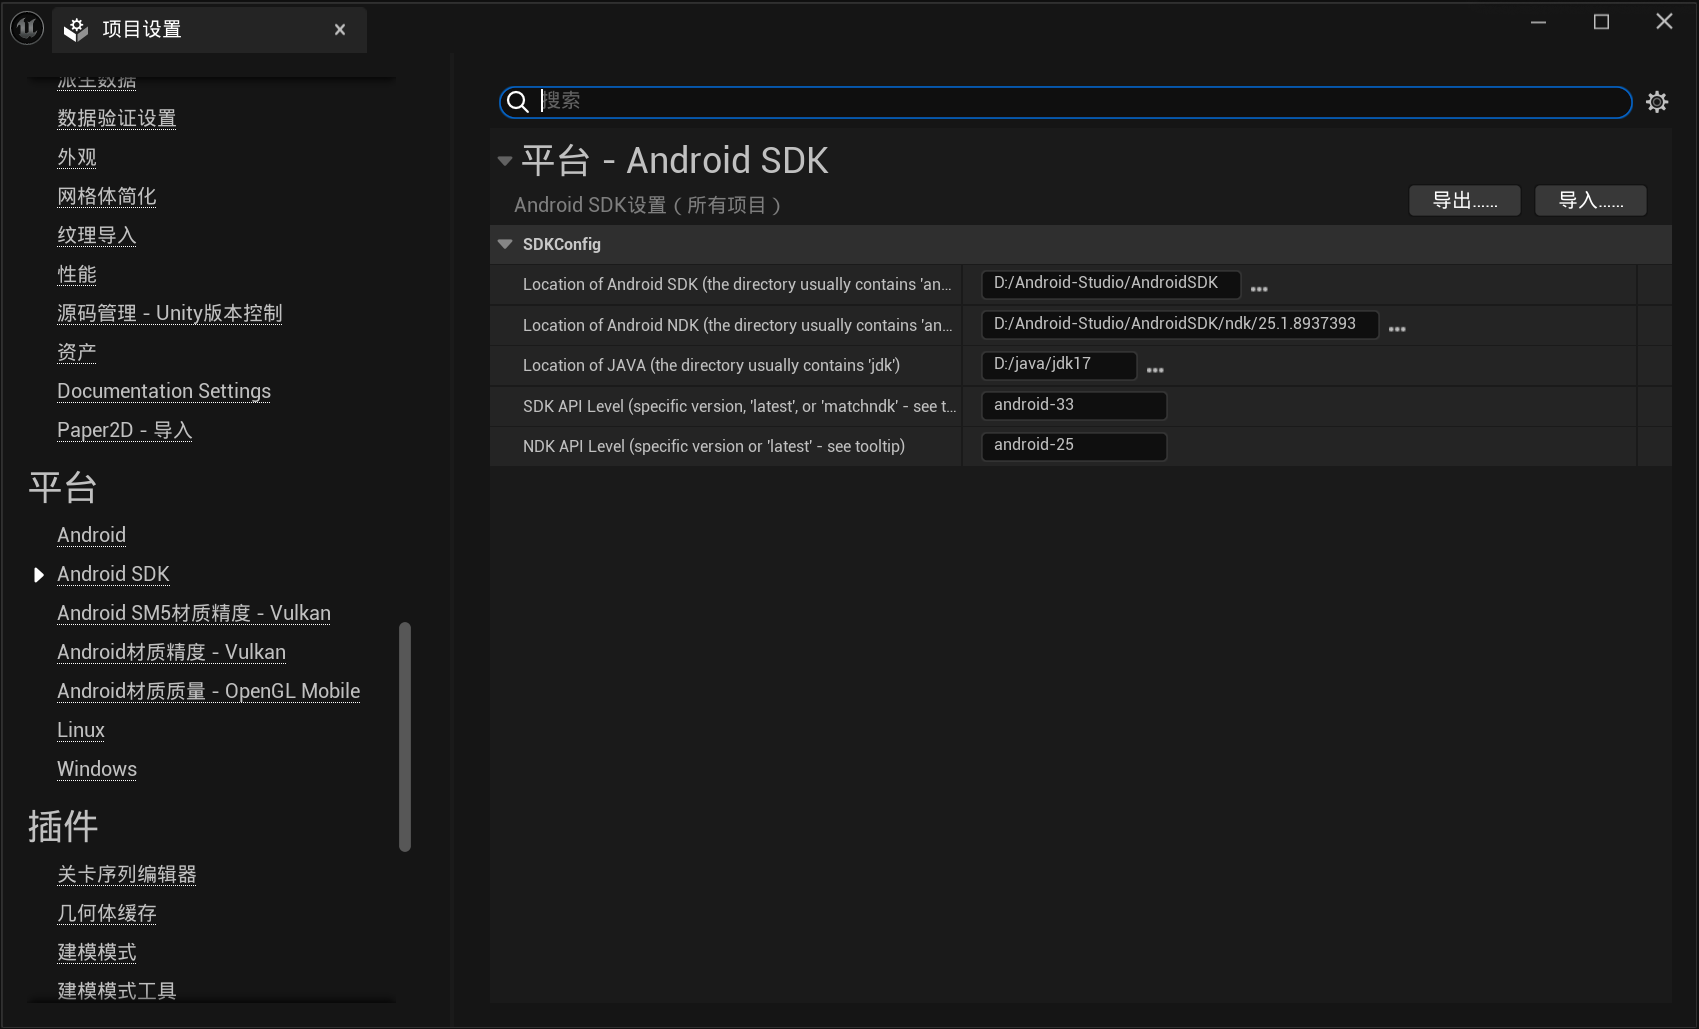 项目设置
派生数据
数据验证设置
外观
网格体简化
纹理导入
性能
源码管理 - Unity版本控制
资产
Documentation Settings
Paper2D - 导入
平台
Android
Android SDK
Android SM5材质精度 - Vulkan
Android材质精度 - Vulkan
Android材质质量 - OpenGL Mobile
Linux
Windows
插件
关卡序列编辑器
几何体缓存
建模模式
建模模式工具
搜索
平台 - Android SDK
Android SDK设置（所有项目）
导出......
导入......
SDKConfig
Location of Android SDK (the directory usually contains 'an...
D:/Android-Studio/AndroidSDK
Location of Android NDK (the directory usually contains 'an...
D:/Android-Studio/AndroidSDK/ndk/25.1.8937393
Location of JAVA (the directory usually contains 'jdk')
D:/java/jdk17
SDK API Level (specific version, 'latest', or 'matchndk' - see t...
android-33
NDK API Level (specific version or 'latest' - see tooltip)
android-25